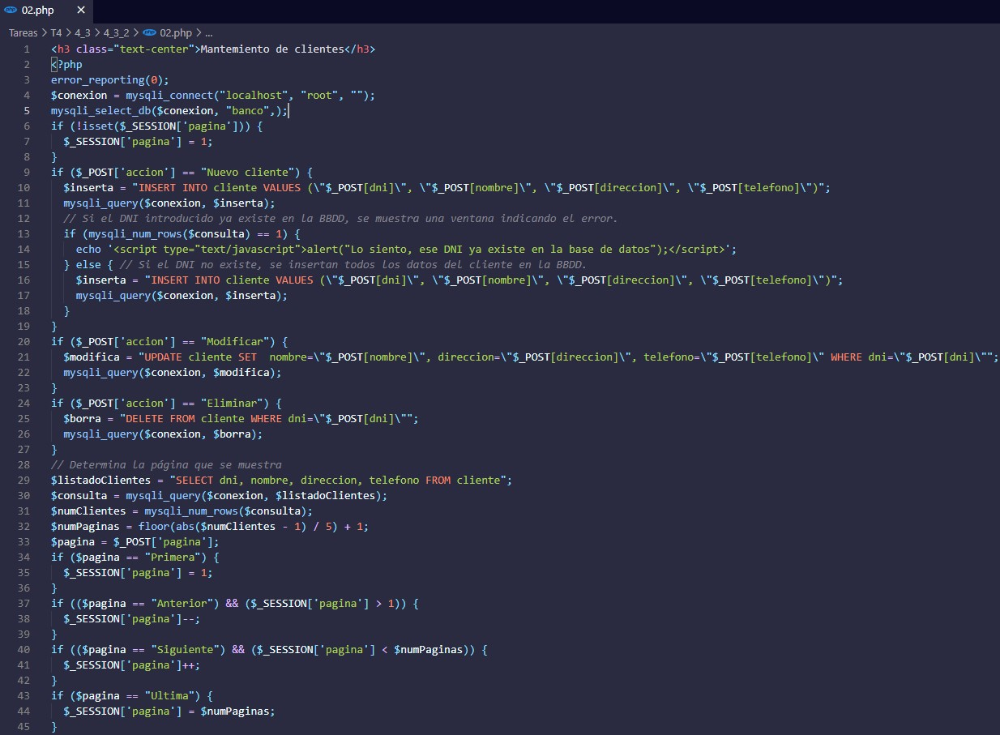 php 02.php ×
Tareas > T4 > 4_3 > 4_3_2 > php 02.php > ...
1 <h3 class="text-center">Mantemiento de clientes</h3>
2 <?php
3 error_reporting(0);
4 $conexion = mysqli_connect("localhost", "root", "");
5 mysqli_select_db($conexion, "banco",);
6 if (!isset($_SESSION['pagina'])) {
7   $_SESSION['pagina'] = 1;
8 }
9 if ($_POST['accion'] == "Nuevo cliente") {
10   $inserta = "INSERT INTO cliente VALUES (\"$_POST[dni]\", \"$_POST[nombre]\", \"$_POST[direccion]\", \"$_POST[telefono]\")";
11   mysqli_query($conexion, $inserta);
12   // Si el DNI introducido ya existe en la BBDD, se muestra una ventana indicando el error.
13   if (mysqli_num_rows($consulta) == 1) {
14     echo '<script type="text/javascript">alert("Lo siento, ese DNI ya existe en la base de datos");</script>';
15   } else { // Si el DNI no existe, se insertan todos los datos del cliente en la BBDD.
16     $inserta = "INSERT INTO cliente VALUES (\"$_POST[dni]\", \"$_POST[nombre]\", \"$_POST[direccion]\", \"$_POST[telefono]\")";
17     mysqli_query($conexion, $inserta);
18   }
19 }
20 if ($_POST['accion'] == "Modificar") {
21   $modifica = "UPDATE cliente SET  nombre=\"$_POST[nombre]\", direccion=\"$_POST[direccion]\", telefono=\"$_POST[telefono]\" WHERE dni=\"$_POST[dni]\"";
22   mysqli_query($conexion, $modifica);
23 }
24 if ($_POST['accion'] == "Eliminar") {
25   $borra = "DELETE FROM cliente WHERE dni=\"$_POST[dni]\"";
26   mysqli_query($conexion, $borra);
27 }
28 // Determina la página que se muestra
29 $listadoClientes = "SELECT dni, nombre, direccion, telefono FROM cliente";
30 $consulta = mysqli_query($conexion, $listadoClientes);
31 $numClientes = mysqli_num_rows($consulta);
32 $numPaginas = floor(abs($numClientes - 1) / 5) + 1;
33 $pagina = $_POST['pagina'];
34 if ($pagina == "Primera") {
35   $_SESSION['pagina'] = 1;
36 }
37 if (($pagina == "Anterior") && ($_SESSION['pagina'] > 1)) {
38   $_SESSION['pagina']--;
39 }
40 if (($pagina == "Siguiente") && ($_SESSION['pagina'] < $numPaginas)) {
41   $_SESSION['pagina']++;
42 }
43 if ($pagina == "Ultima") {
44   $_SESSION['pagina'] = $numPaginas;
45 }